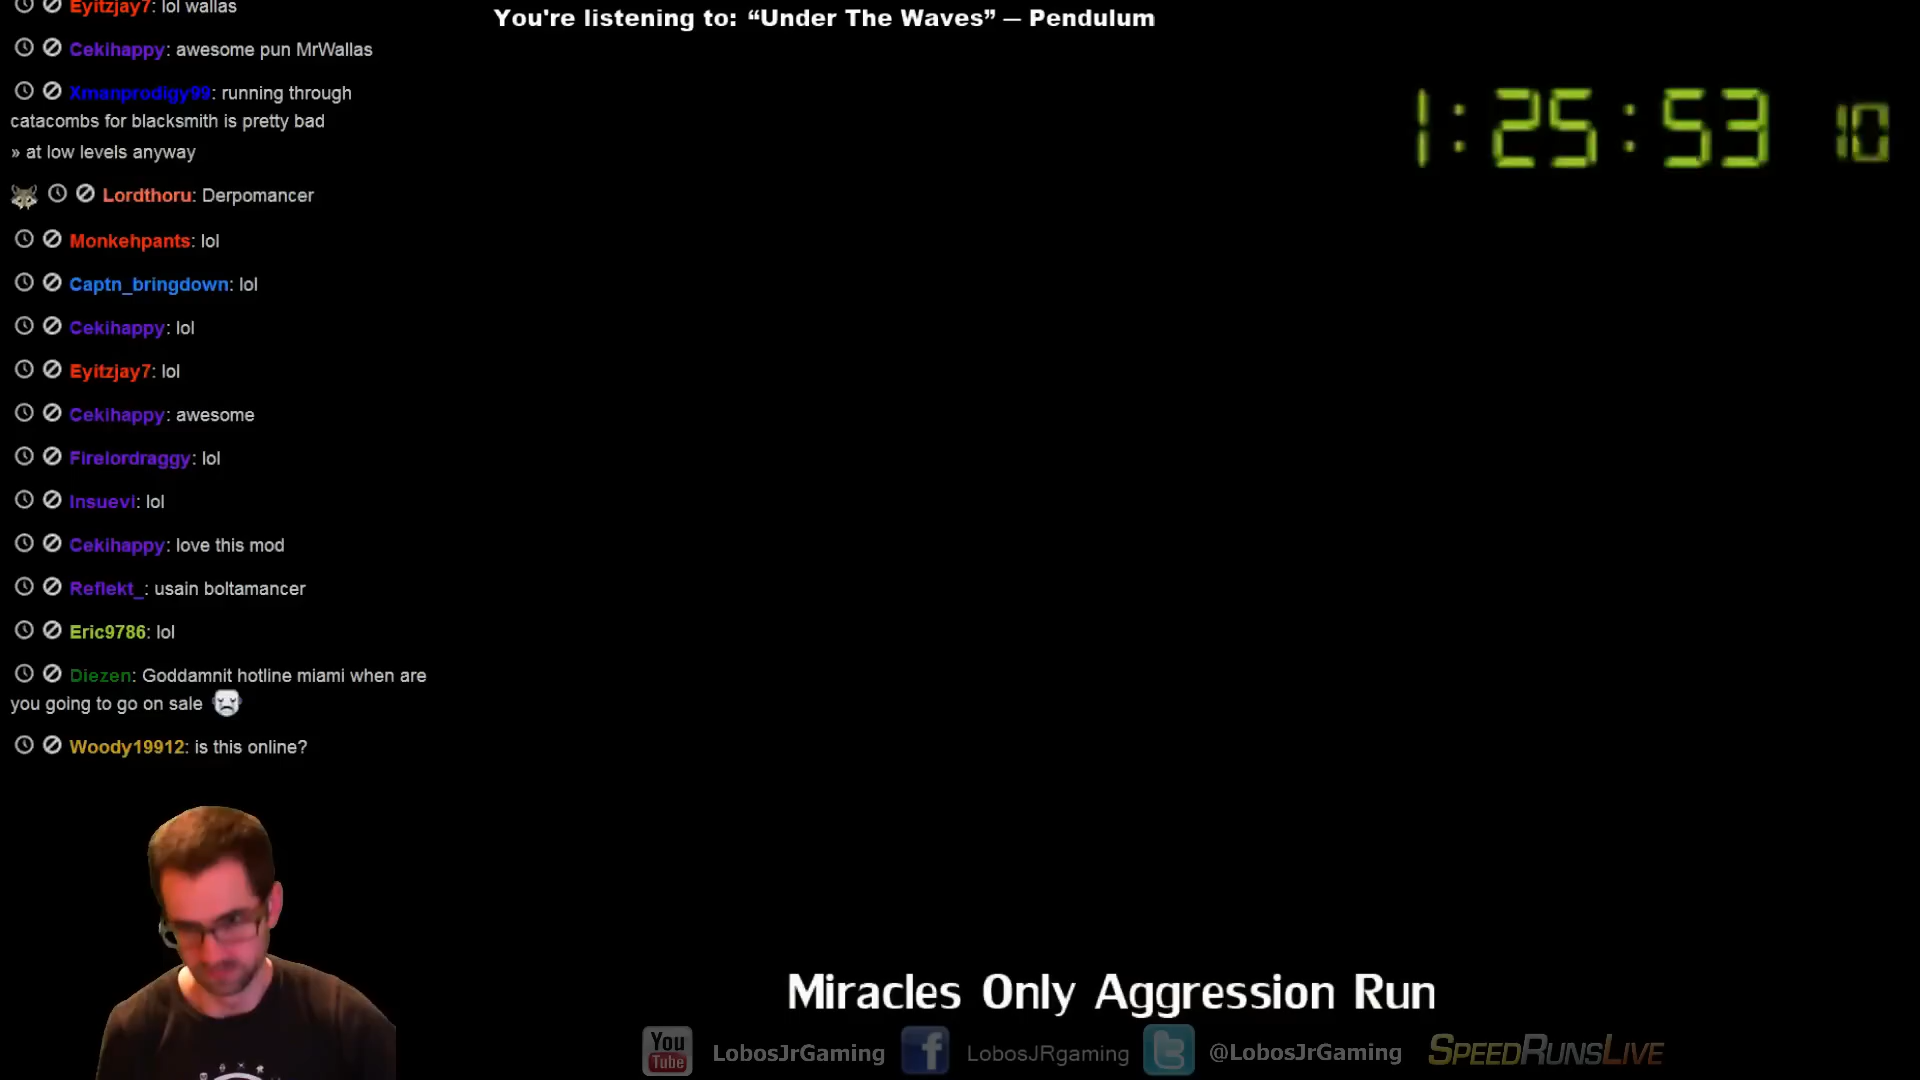 Eyitzjay7: lol wallas
Cekihappy: awesome pun MrWallas
Xmanprodigy99: running through
catacombs for blacksmith is pretty bad
» at low levels anyway
Lordthoru: Derpomancer
Monkehpants: lol
Captn_bringdown: lol
Cekihappy: lol
Eyitzjay7: lol
Cekihappy: awesome
Firelordraggy: lol
Insuevi: lol
Cekihappy: love this mod
Reflekt_: usain boltamancer
Eric9786: lol
Diezen: Goddamnit hotline miami when are
you going to go on sale
Woody19912: is this online?
You're listening to: “Under The Waves” — Pendulum
1:25:53 10
Miracles Only Aggression Run
You Tube LobosJrGaming f LobosJRgaming t @LobosJrGaming SPEEDRUNSLIVE